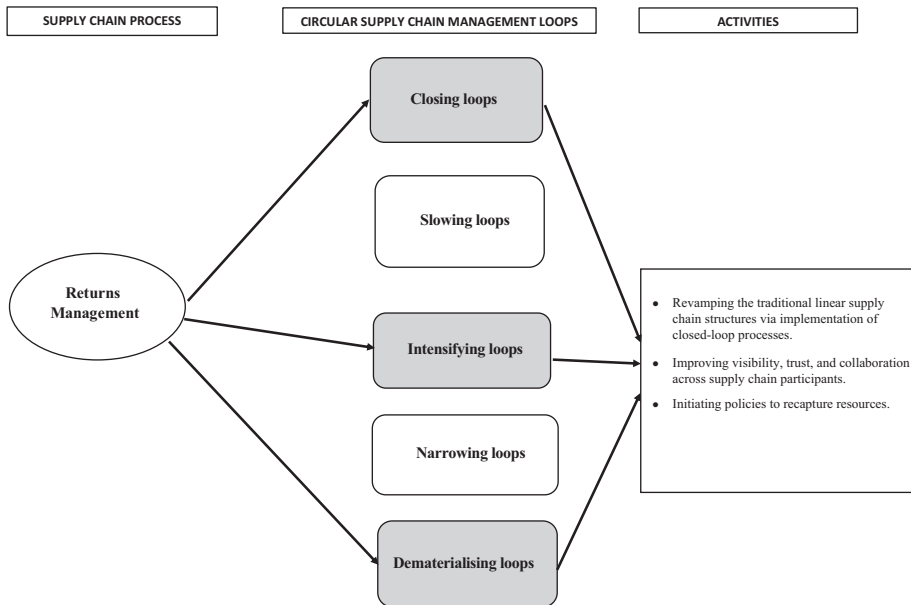 SUPPLY CHAIN PROCESS
CIRCULAR SUPPLY CHAIN MANAGEMENT LOOPS
ACTIVITIES
Closing loops
Slowing loops
Returns
Management
Intensifying loops
Narrowing loops
Dematerialising loops
● Revamping the traditional linear supply
chain structures via implementation of
closed-loop processes.
● Improving visibility, trust, and collaboration
across supply chain participants.
● Initiating policies to recapture resources.